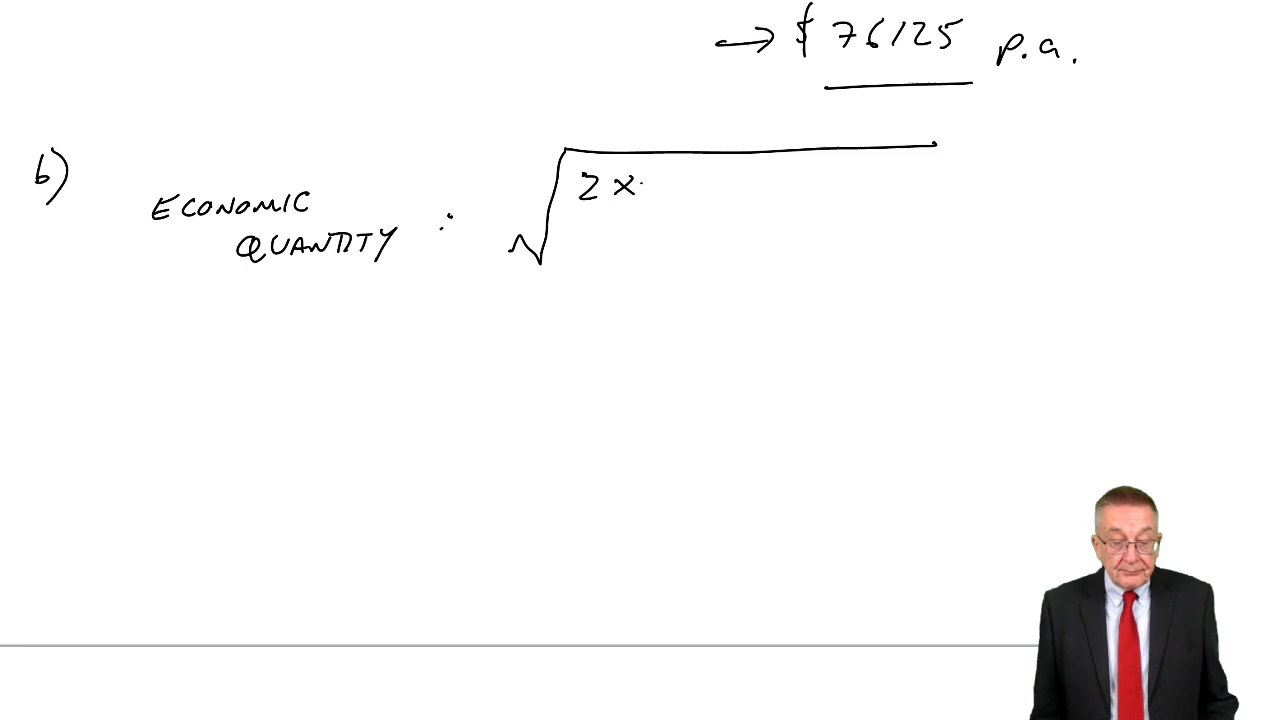 → $ 76125 p.a.
b)
ECONOMIC
QUANTITY : √ 2 x